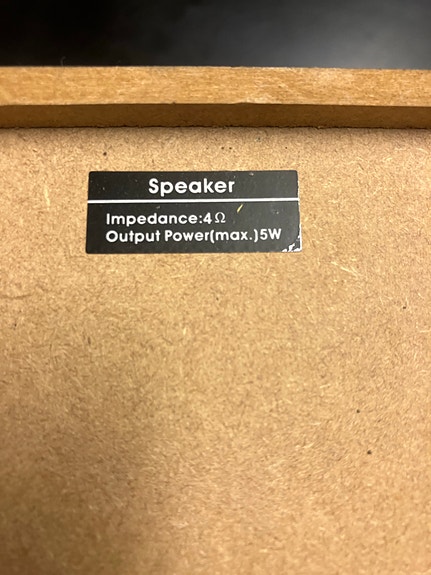 Speaker
Impedance:4Ω
Output Power(max.)5W